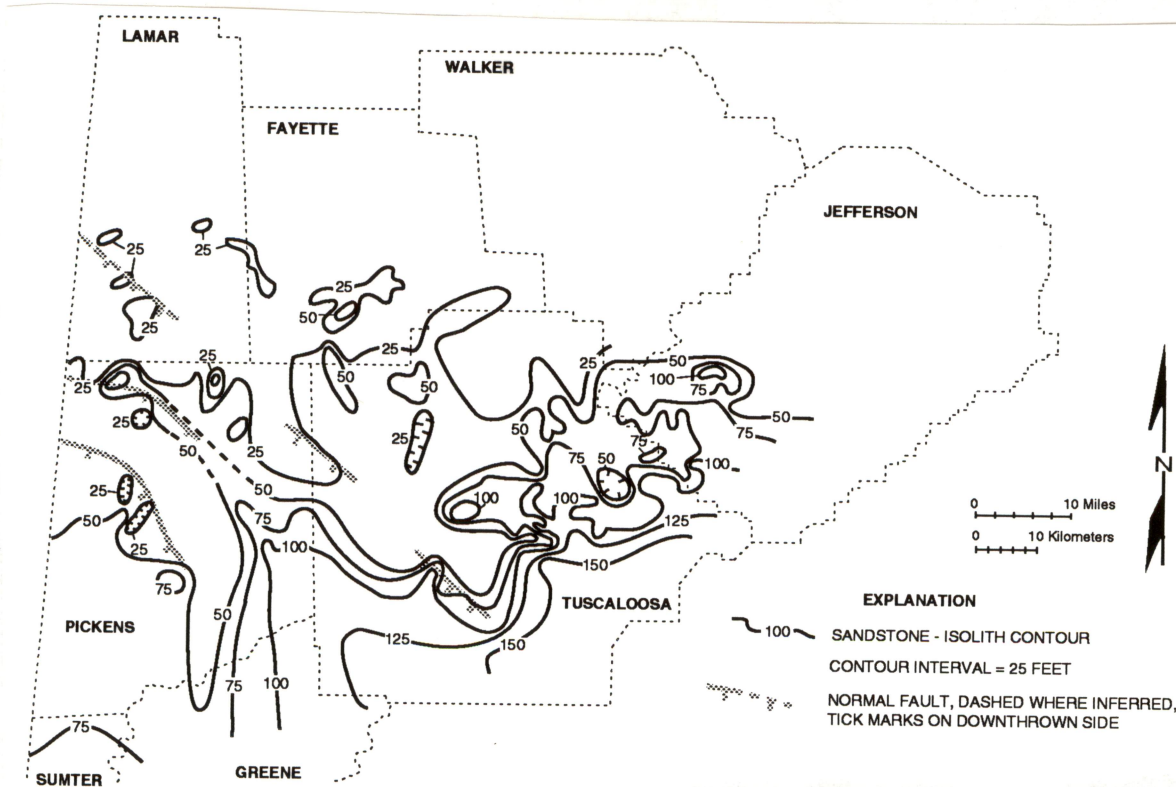 LAMAR
WALKER
FAYETTE
JEFFERSON
25
25
25
25
50
25
25
25
50
25
50
100
75
50
25
50
50
25
25
50
75
75
50
25
50
100
100
100
25
50
75
125
50
25
100
150
75
TUSCALOOSA
PICKENS
50
125
150
75
100
75
SUMTER
GREENE
0 10 Miles
0 10 Kilometers
N
EXPLANATION
100 SANDSTONE - ISOLITH CONTOUR
CONTOUR INTERVAL = 25 FEET
NORMAL FAULT, DASHED WHERE INFERRED,
TICK MARKS ON DOWNTHROWN SIDE